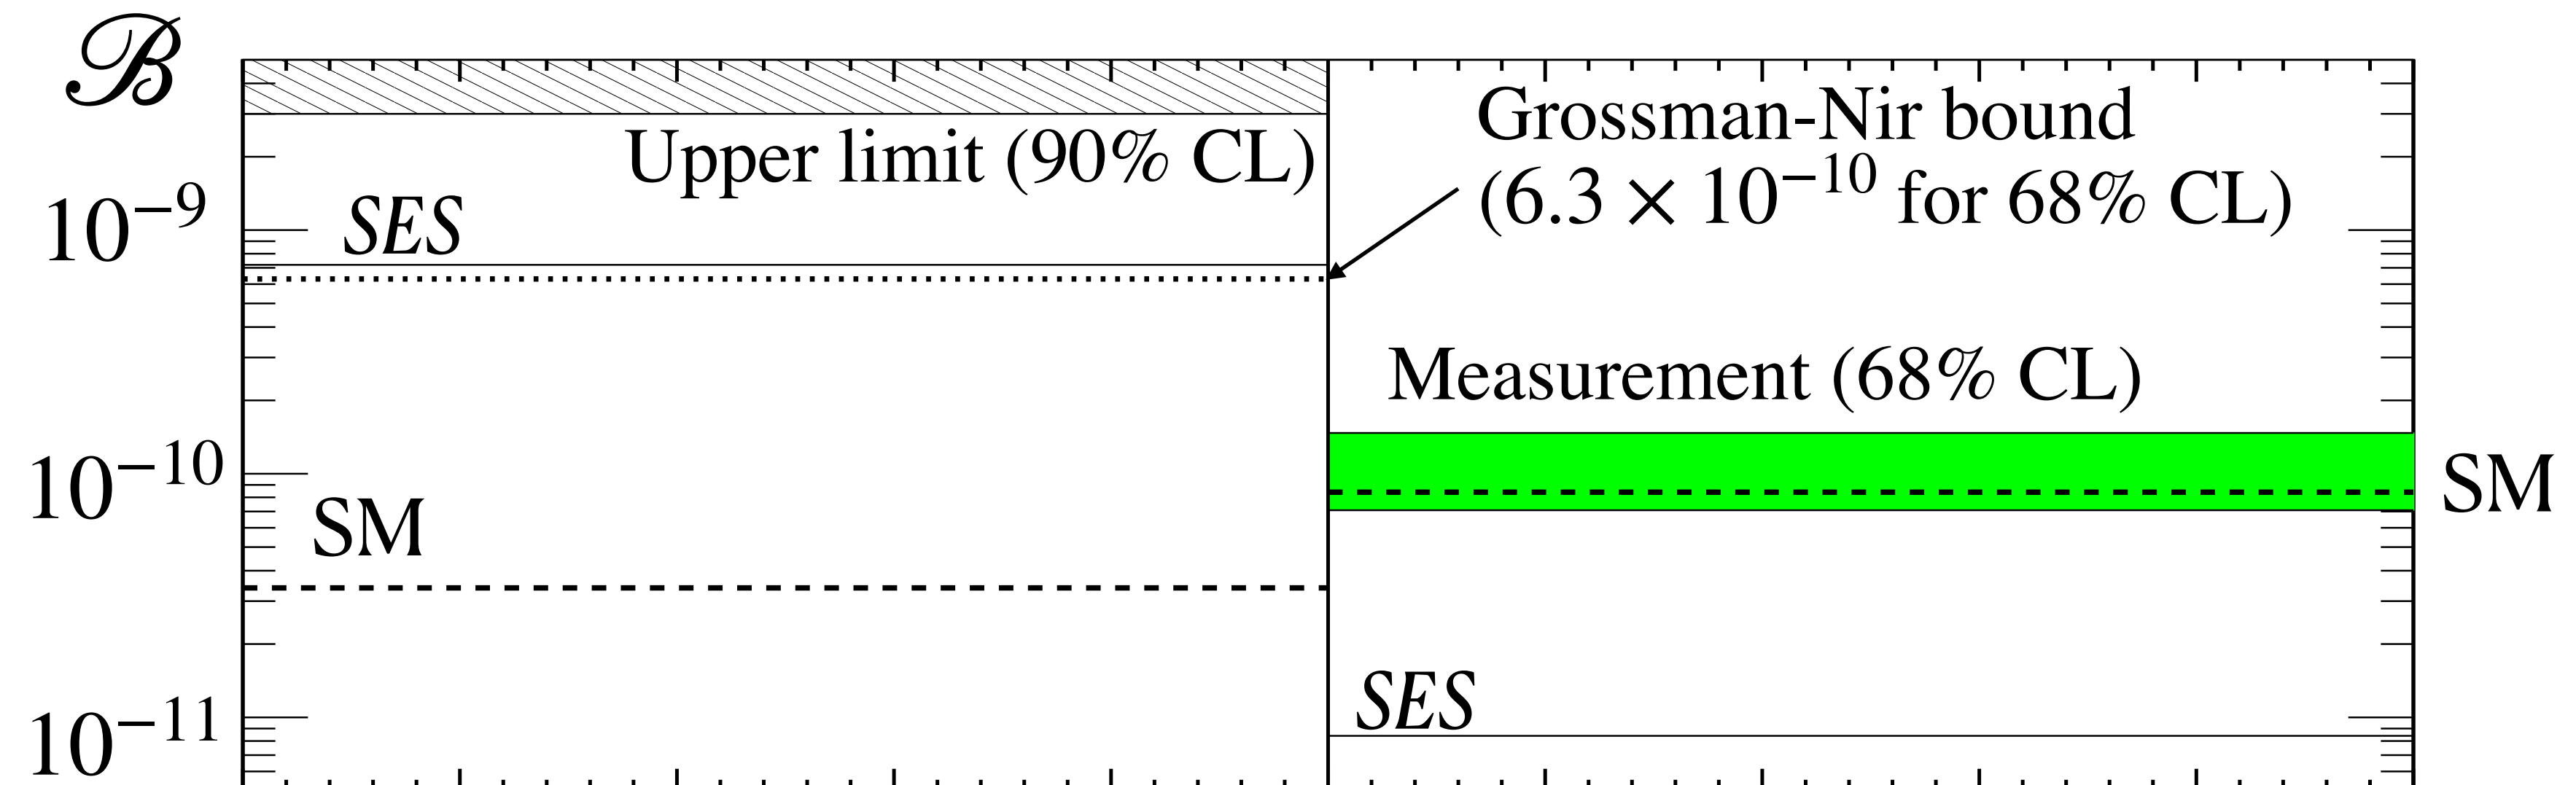 ℬ
Upper limit (90% CL)
Grossman-Nir bound
(6.3 × 10⁻¹⁰ for 68% CL)
10⁻⁹
SES
Measurement (68% CL)
10⁻¹⁰
SM
SM
10⁻¹¹
SES